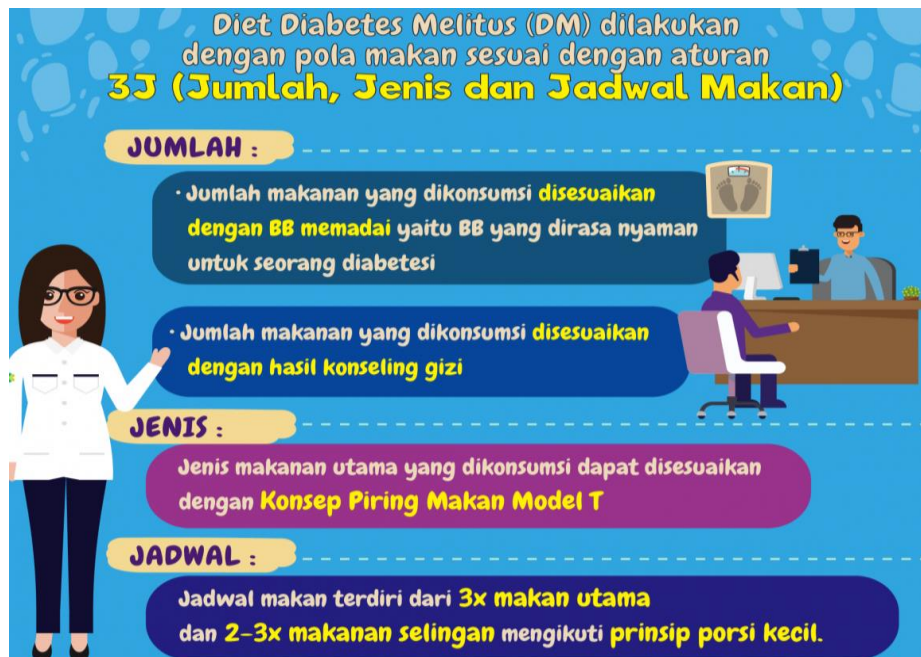 Diet Diabetes Melitus (DM) dilakukan
dengan pola makan sesuai dengan aturan
3J (Jumlah, Jenis dan Jadwal Makan)
JUMLAH :
· Jumlah makanan yang dikonsumsi disesuaikan
dengan BB memadai yaitu BB yang dirasa nyaman
untuk seorang diabetesi
· Jumlah makanan yang dikonsumsi disesuaikan
dengan hasil konseling gizi
JENIS :
Jenis makanan utama yang dikonsumsi dapat disesuaikan
dengan Konsep Piring Makan Model T
JADWAL :
Jadwal makan terdiri dari 3x makan utama
dan 2-3x makanan selingan mengikuti prinsip porsi kecil.